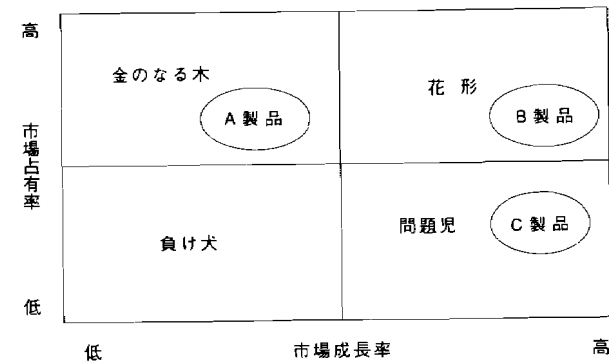 高
金のなる木
花形
A製品
B製品
市場占有率
負け犬
問題児
C製品
低
低
市場成長率
高